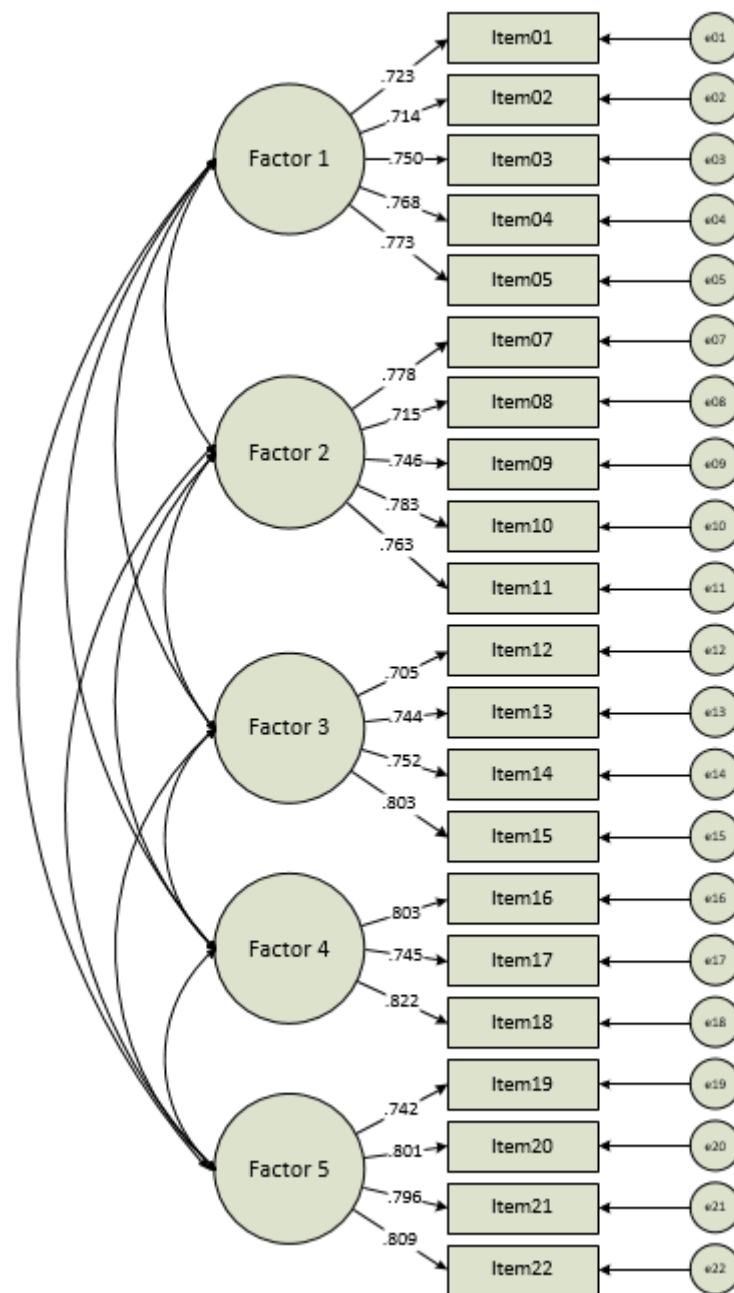 Item01
e01
.723
Item02
e02
.714
Factor 1
.750
Item03
e03
.768
Item04
e04
.773
Item05
e05
.778
Item07
e07
.715
Item08
e08
Factor 2
.746
Item09
e09
.783
Item10
e10
.763
Item11
e11
.705
Item12
e12
.744
Item13
e13
Factor 3
.752
Item14
e14
.803
Item15
e15
.803
Item16
e16
Factor 4
.745
Item17
e17
.822
Item18
e18
.742
Item19
e19
.801
Item20
e20
Factor 5
.796
Item21
e21
.809
Item22
e22